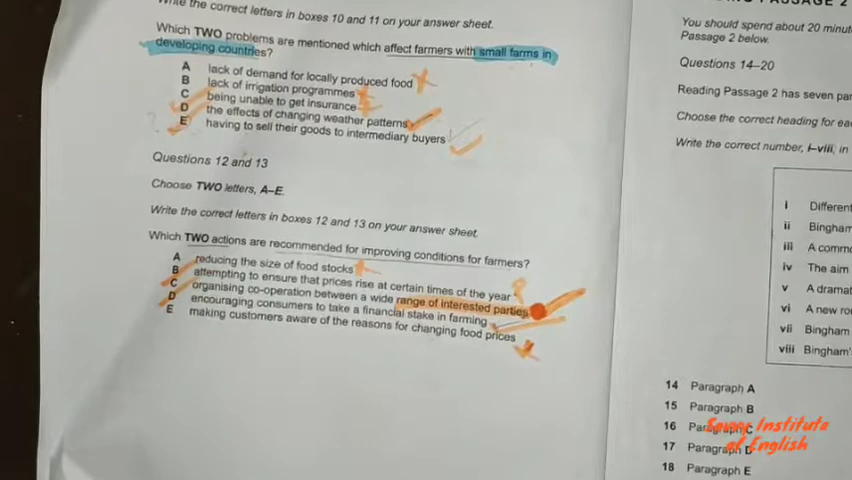 the correct letters in boxes 10 and 11 on your answer sheet.
Which TWO problems are mentioned which affect farmers with small farms in
developing countries?
A lack of demand for locally produced food
B lack of irrigation programmes
C being unable to get insurance
D the effects of changing weather patterns
E having to sell their goods to intermediary buyers
Questions 12 and 13
Choose TWO letters, A–E.
Write the correct letters in boxes 12 and 13 on your answer sheet.
Which TWO actions are recommended for improving conditions for farmers?
A reducing the size of food stocks
B attempting to ensure that prices rise at certain times of the year
C organising co-operation between a wide range of interested parties
D encouraging consumers to take a financial stake in farming
E making customers aware of the reasons for changing food prices
PASSAGE 2
You should spend about 20
Passage 2 below.
Questions 14–20
Reading Passage 2 has seven
Choose the correct heading for
Write the correct number, i–viii, in
i
ii Bingham
iii A
iv The aim
v A
vi A new
vii Bingham
viii Bingham's
14 Paragraph A
15 Paragraph B
16 Paragraph C
17 Paragraph D
18 Paragraph E
Institute
of English